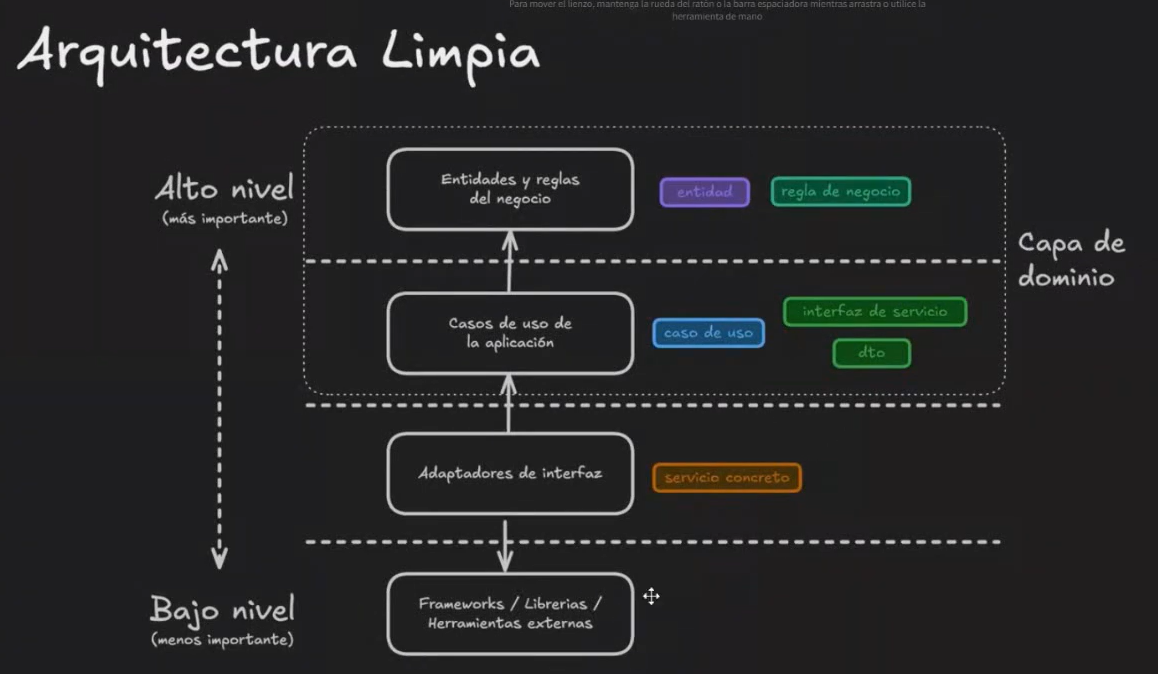 Para mover el lienzo, mantenga la rueda del ratón o la barra espaciadora mientras arrastra o utilice la
herramienta de mano
Arquitectura Limpia
Alto nivel
(más importante)
Entidades y reglas
del negocio
entidad
regla de negocio
Capa de
dominio
Casos de uso de
la aplicación
caso de uso
interfaz de servicio
dto
Adaptadores de interfaz
servicio concreto
Bajo nivel
(menos importante)
Frameworks / Librerias /
Herramientas externas